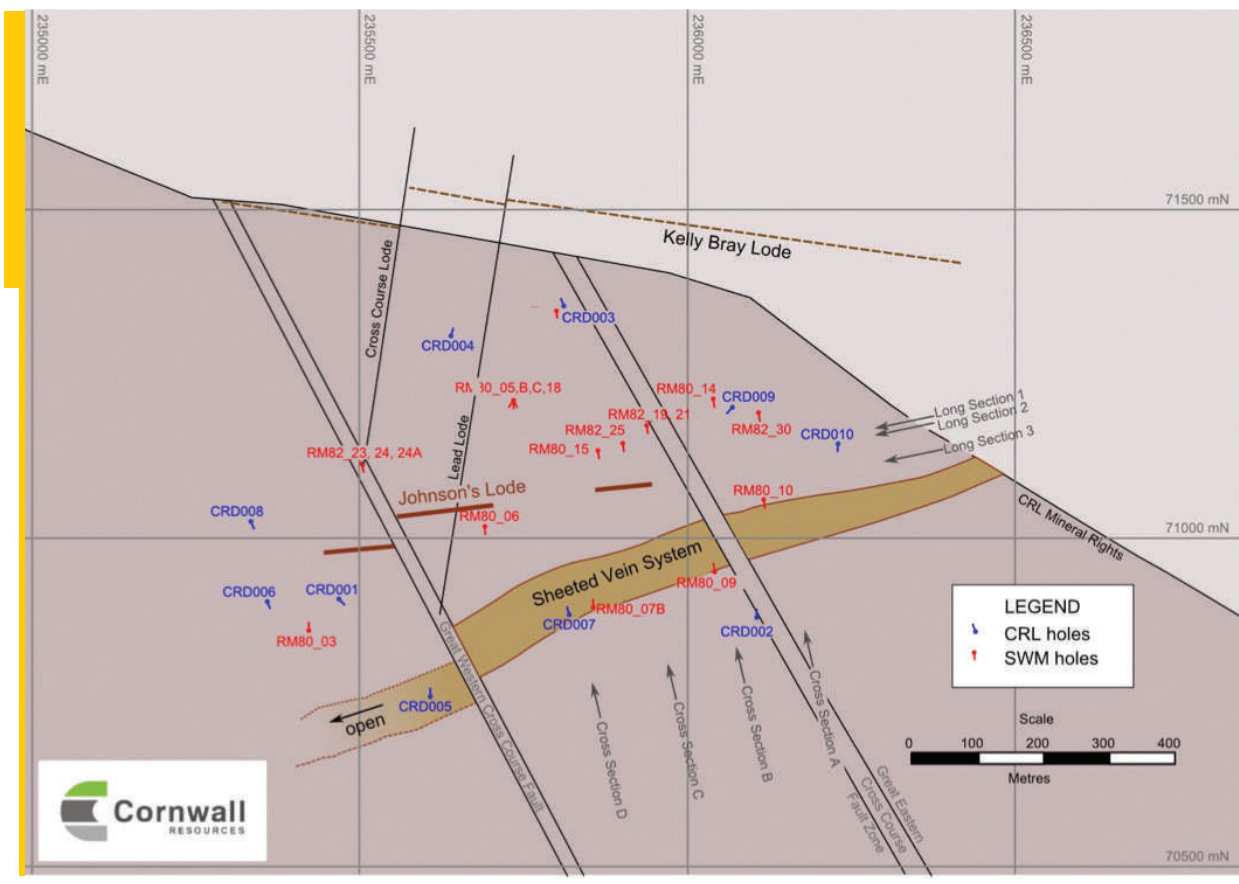 235000 mE
235500 mE
236000 mE
236500 mE
71500 mN
Kelly Bray Lode
Cross Course Lode
CRD003
CRD004
RM80_05,B,C,18
RM80_14
CRD009
RM82_19, 21
RM82_30
Long Section 1
Long Section 2
Long Section 3
RM82_25
RM80_15
CRD010
Lead Lode
RM82_23, 24, 24A
Johnson's Lode
RM80_10
CRD008
RM80_06
71000 mN
CRL Mineral Rights
Sheeted Vein System
RM80_09
CRD006
CRD001
RM80_07B
CRD007
CRD002
RM80_03
LEGEND
CRL holes
SWM holes
Great Western Cross Course Fault
CRD005
open
Cross Section D
Cross Section C
Cross Section B
Cross Section A
Great Eastern
Cross Course
Fault Zone
Scale
0 100 200 300 400
Metres
Cornwall
RESOURCES
70500 mN